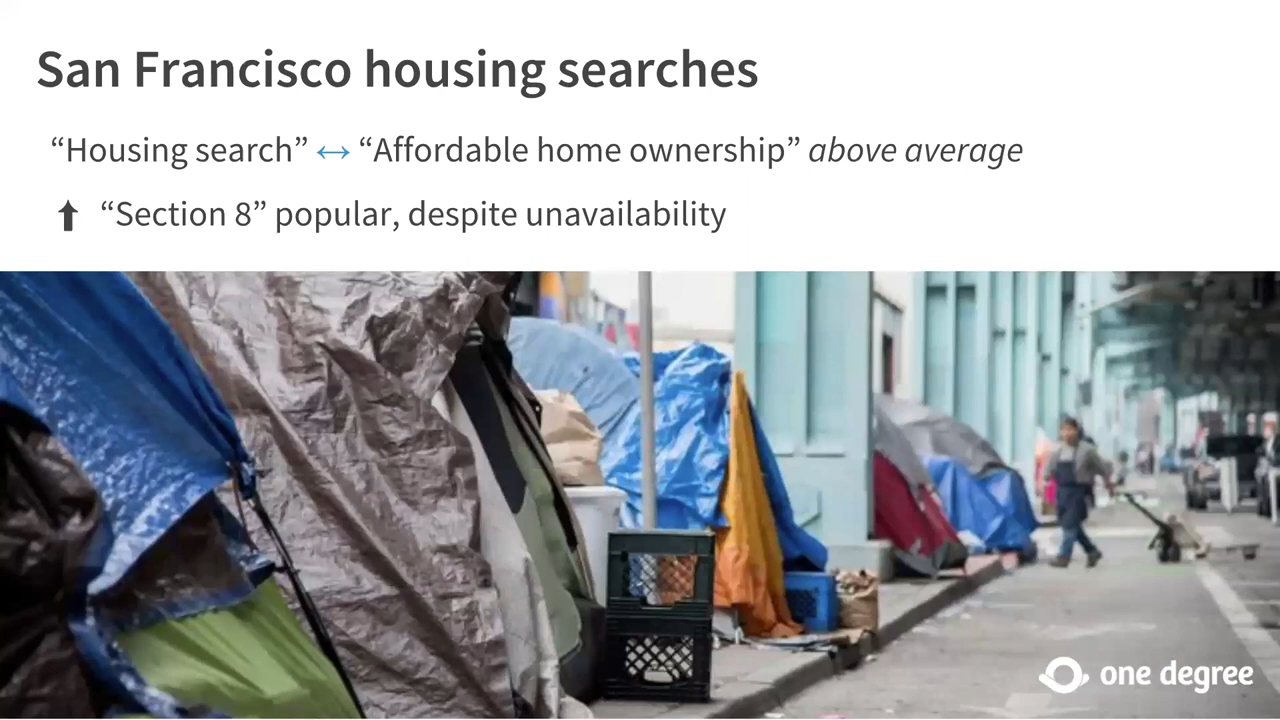 San Francisco housing searches
“Housing search” ↔ “Affordable home ownership” above average
⬆ “Section 8” popular, despite unavailability
one degree